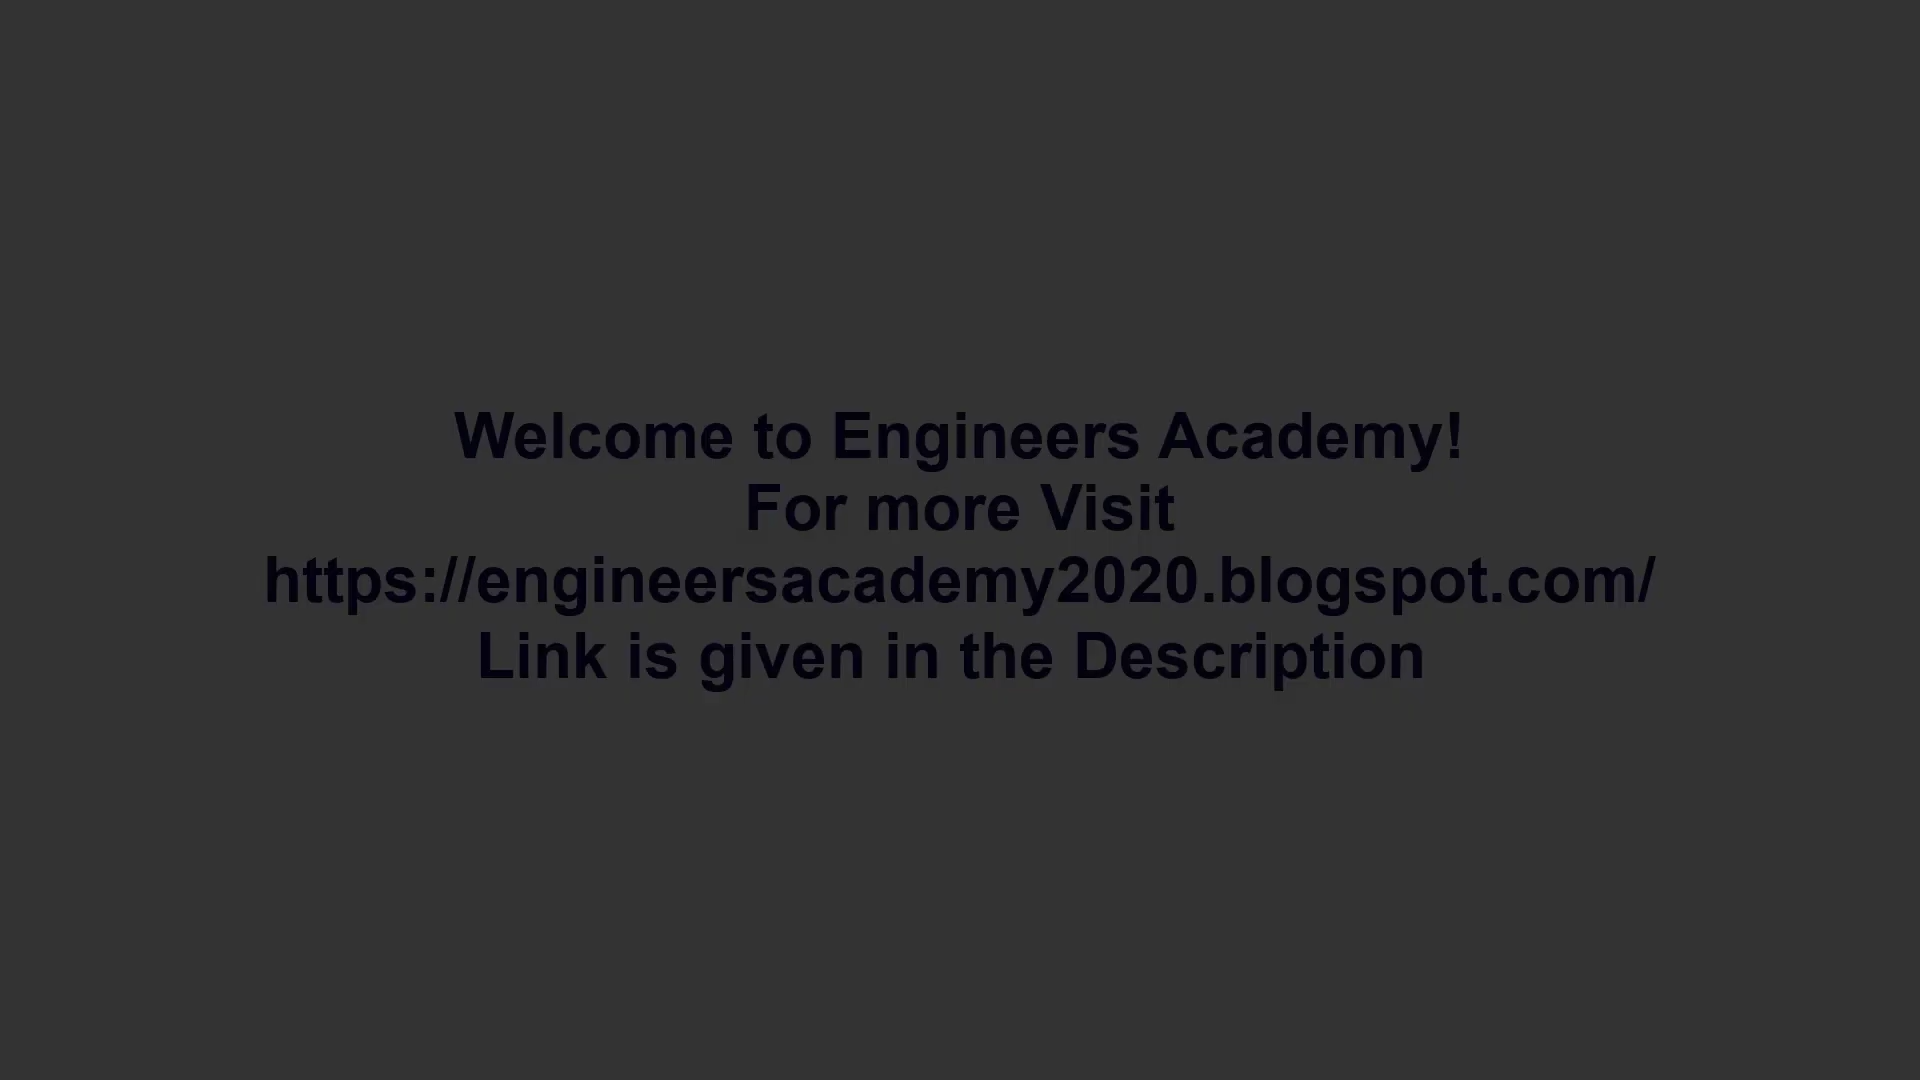 Welcome to Engineers Academy!
For more Visit
https://engineersacademy2020.blogspot.com/
Link is given in the Description